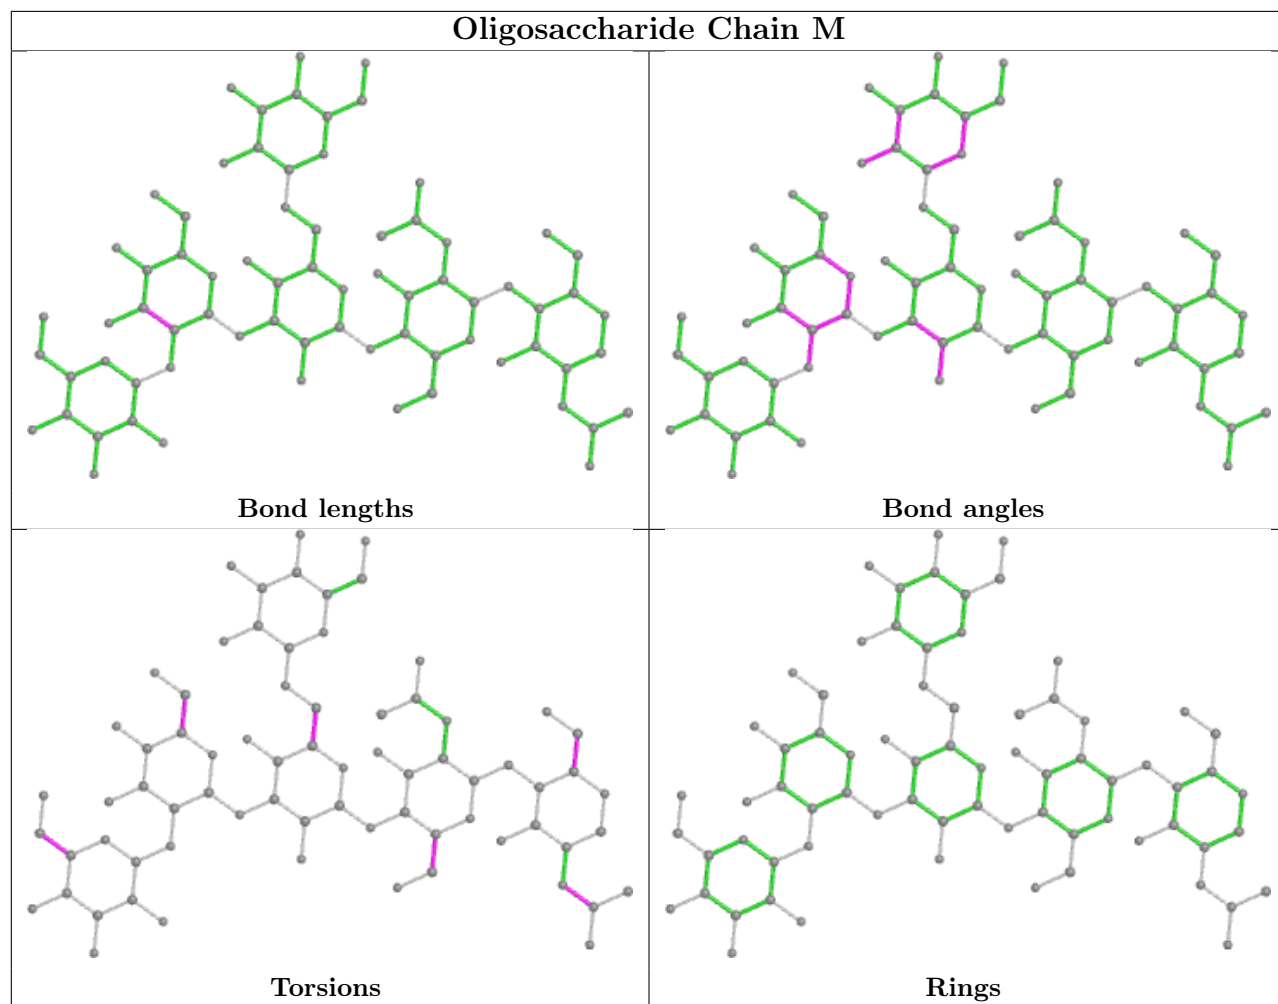 Oligosaccharide Chain M
Bond lengths
Bond angles
Torsions
Rings